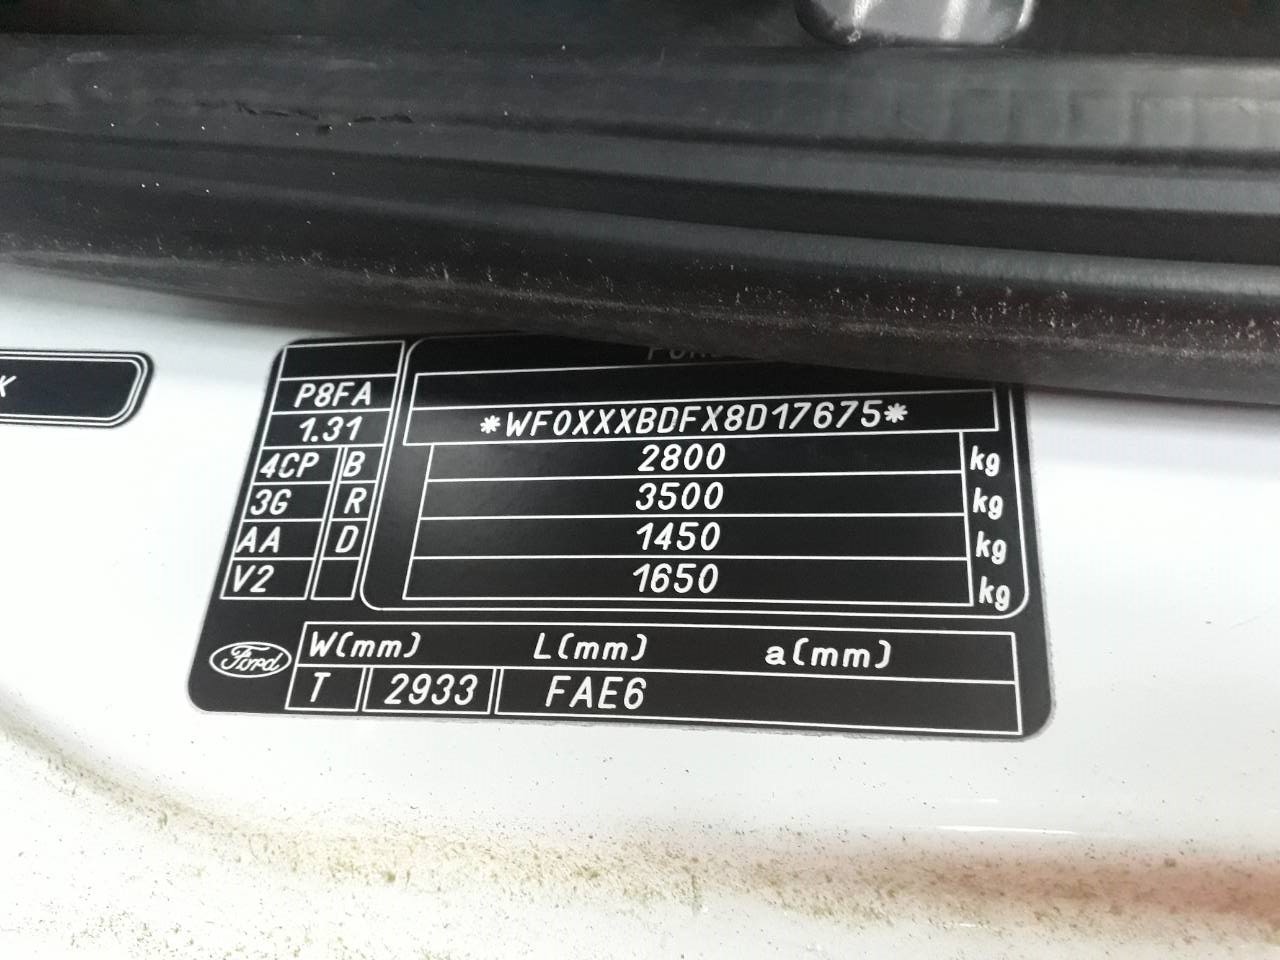 K
P8FA
1.31
*WF0XXXBDFX8D17675*
4CP B 2800 kg
3G R 3500 kg
AA D 1450 kg
V2 1650 kg
Ford
W(mm) L(mm) a(mm)
T 2933 FAE6